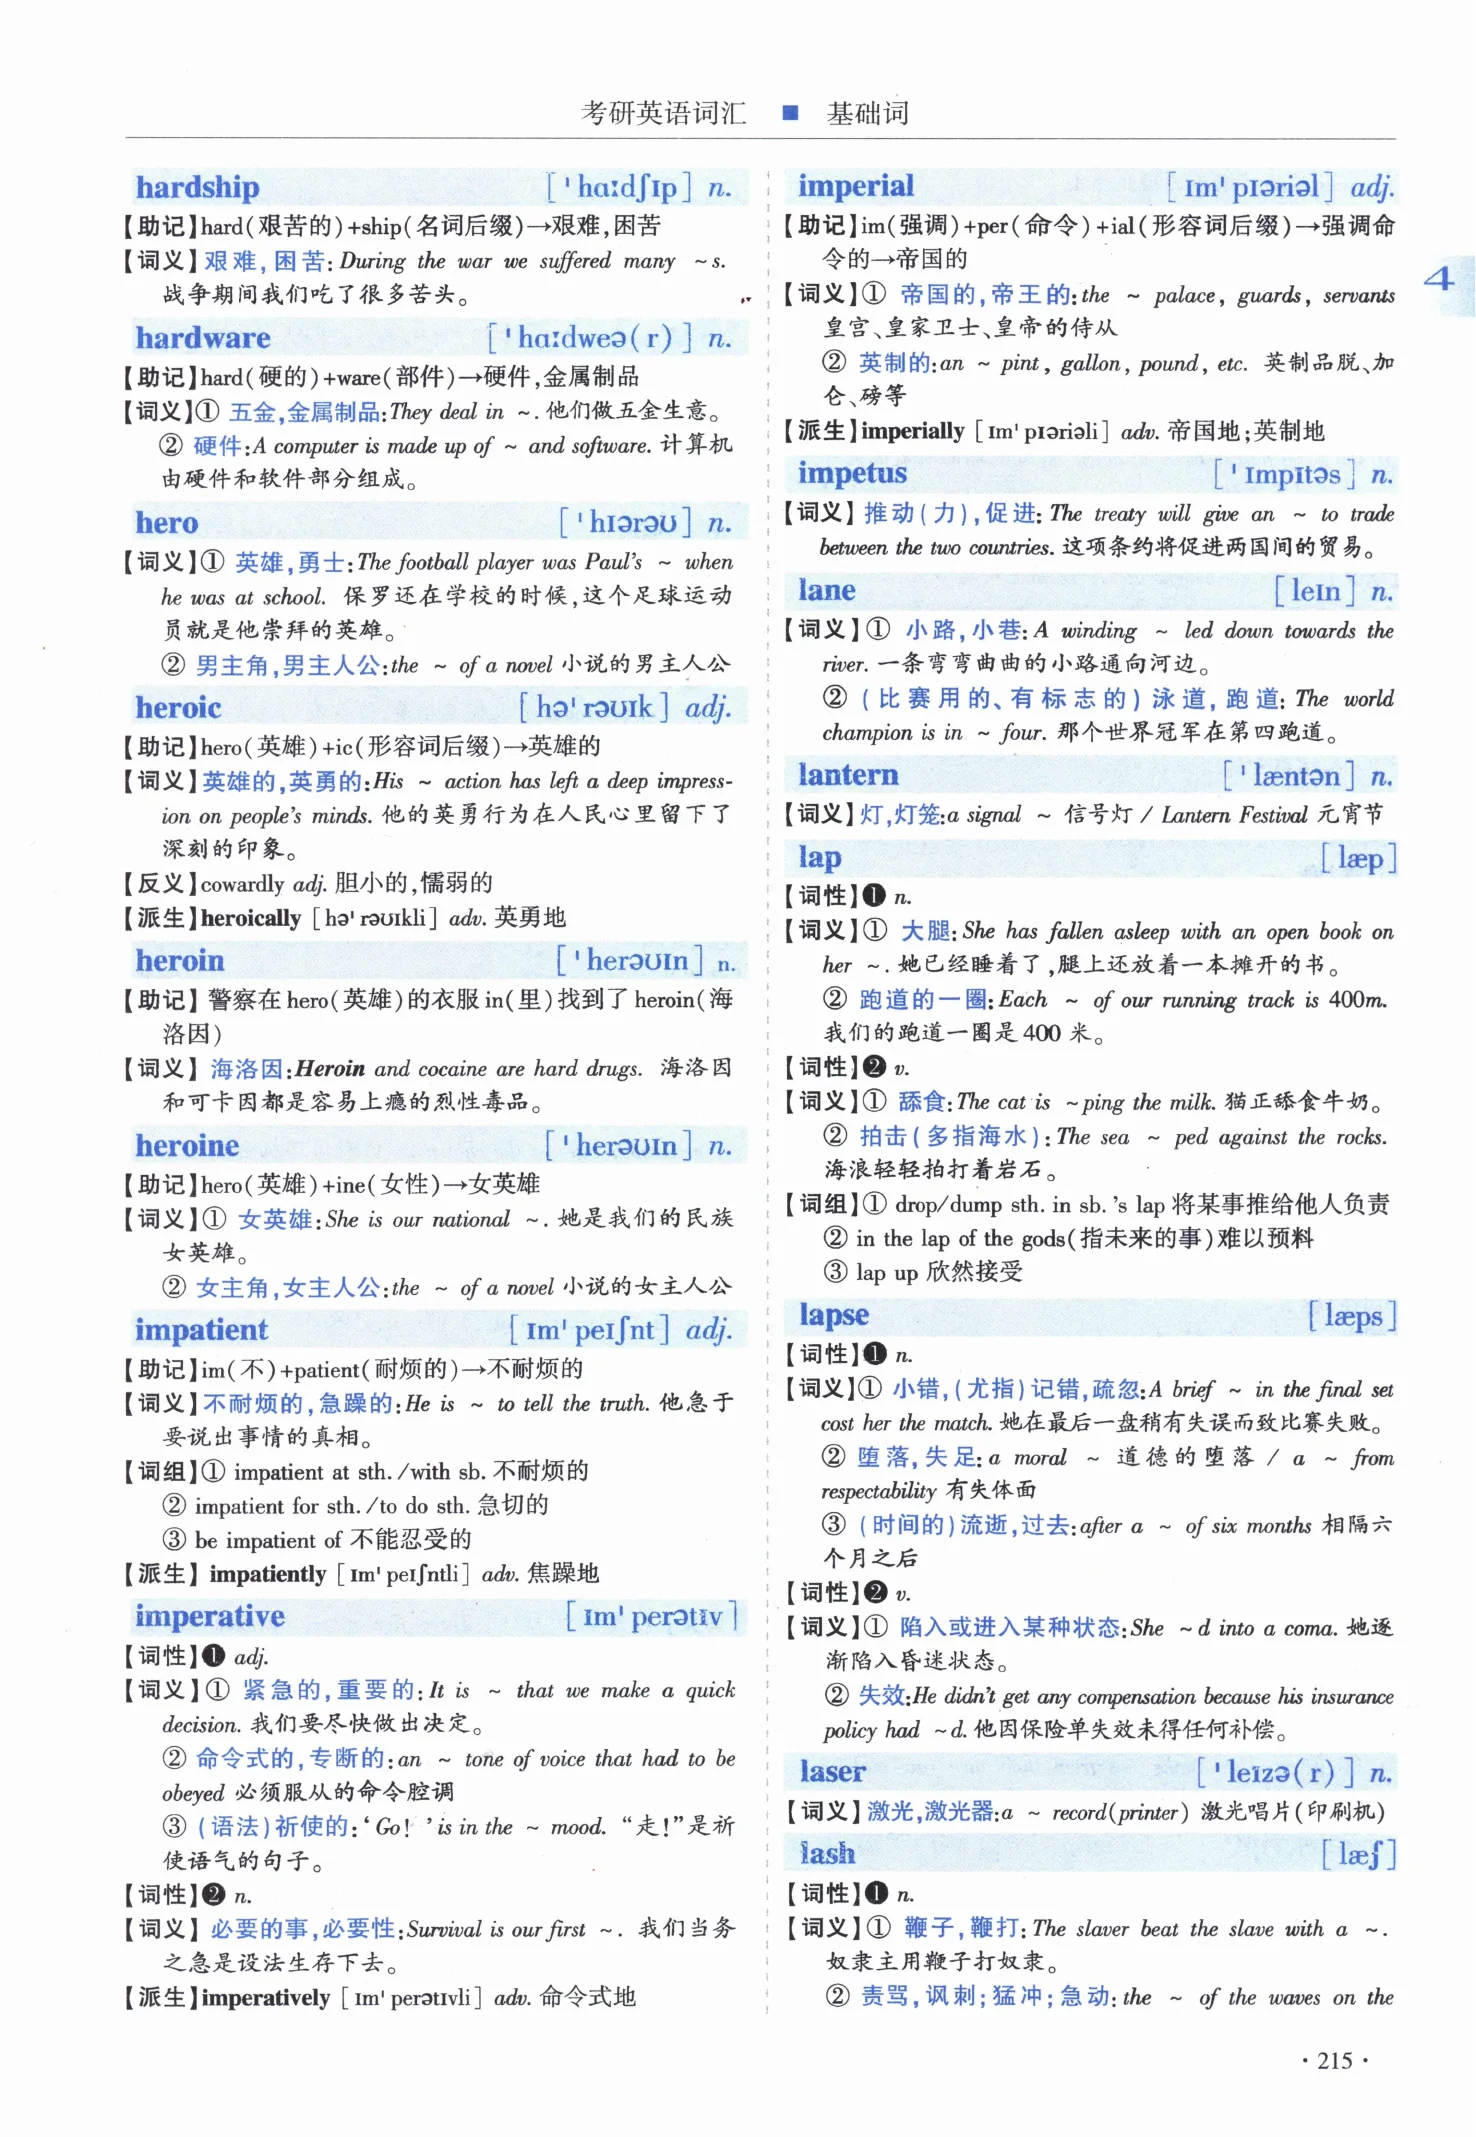 考研英语词汇 ■ 基础词
hardship [ˈhɑːdʃɪp] n.
【助记】hard(艰苦的)+ship(名词后缀)→艰难,困苦
【词义】艰难,困苦:During the war we suffered many ~s.
战争期间我们吃了很多苦头。
hardware [ˈhɑːdweə(r)] n.
【助记】hard(硬的)+ware(部件)→硬件,金属制品
【词义】① 五金,金属制品:They deal in ~. 他们做五金生意。
② 硬件:A computer is made up of ~ and software. 计算机
由硬件和软件部分组成。
hero [ˈhɪərəʊ] n.
【词义】① 英雄,勇士:The football player was Paul's ~ when
he was at school. 保罗还在学校的时候,这个足球运动
员就是他崇拜的英雄。
② 男主角,男主人公:the ~ of a novel 小说的男主人公
heroic [həˈrəʊɪk] adj.
【助记】hero(英雄)+ic(形容词后缀)→英雄的
【词义】英雄的,英勇的:His ~ action has left a deep impress-
ion on people's minds. 他的英勇行为在人民心里留下了
深刻的印象。
【反义】cowardly adj. 胆小的,懦弱的
【派生】heroically [həˈrəʊɪkli] adv. 英勇地
heroin [ˈherəʊɪn] n.
【助记】警察在 hero(英雄)的衣服 in(里)找到了 heroin(海
洛因)
【词义】海洛因:Heroin and cocaine are hard drugs. 海洛因
和可卡因都是容易上瘾的烈性毒品。
heroine [ˈherəʊɪn] n.
【助记】hero(英雄)+ine(女性)→女英雄
【词义】① 女英雄:She is our national ~. 她是我们的民族
女英雄。
② 女主角,女主人公:the ~ of a novel 小说的女主人公
impatient [ɪmˈpeɪʃnt] adj.
【助记】im(不)+patient(耐烦的)→不耐烦的
【词义】不耐烦的,急躁的:He is ~ to tell the truth. 他急于
要说出事情的真相。
【词组】① impatient at sth. /with sb. 不耐烦的
② impatient for sth. /to do sth. 急切的
③ be impatient of 不能忍受的
【派生】impatiently [ɪmˈpeɪʃntli] adv. 焦躁地
imperative [ɪmˈperətɪv]
【词性】❶ adj.
【词义】① 紧急的,重要的:It is ~ that we make a quick
decision. 我们要尽快做出决定。
② 命令式的,专断的:an ~ tone of voice that had to be
obeyed 必须服从的命令腔调
③ (语法)祈使的:‘Go! ’ is in the ~ mood. “走!”是祈
使语气的句子。
【词性】❷ n.
【词义】必要的事,必要性:Survival is our first ~. 我们当务
之急是设法生存下去。
【派生】imperatively [ɪmˈperətɪvli] adv. 命令式地
imperial [ɪmˈpɪəriəl] adj.
【助记】im(强调)+per(命令)+ial(形容词后缀)→强调命
令的→帝国的
【词义】① 帝国的,帝王的:the ~ palace, guards, servants
皇宫、皇家卫士、皇帝的侍从
② 英制的:an ~ pint, gallon, pound, etc. 英制品脱、加
仑、磅等
【派生】imperially [ɪmˈpɪəriəli] adv. 帝国地;英制地
impetus [ˈɪmpɪtəs] n.
【词义】推动(力),促进: The treaty will give an ~ to trade
between the two countries. 这项条约将促进两国间的贸易。
lane [leɪn] n.
【词义】① 小路,小巷: A winding ~ led down towards the
river. 一条弯弯曲曲的小路通向河边。
② (比赛用的、有标志的)泳道,跑道: The world
champion is in ~ four. 那个世界冠军在第四跑道。
lantern [ˈlæntən] n.
【词义】灯,灯笼:a signal ~ 信号灯 / Lantern Festival 元宵节
lap [læp]
【词性】❶ n.
【词义】① 大腿: She has fallen asleep with an open book on
her ~. 她已经睡着了,腿上还放着一本摊开的书。
② 跑道的一圈: Each ~ of our running track is 400m.
我们的跑道一圈是 400 米。
【词性】❷ v.
【词义】① 舔食: The cat is ~ping the milk. 猫正舔食牛奶。
② 拍击(多指海水): The sea ~ ped against the rocks.
海浪轻轻拍打着岩石。
【词组】① drop/dump sth. in sb. 's lap 将某事推给他人负责
② in the lap of the gods(指未来的事)难以预料
③ lap up 欣然接受
lapse [læps]
【词性】❶ n.
【词义】① 小错,(尤指)记错,疏忽:A brief ~ in the final set
cost her the match. 她在最后一盘稍有失误而致比赛失败。
② 堕落,失足: a moral ~ 道德的堕落 / a ~ from
respectability 有失体面
③ (时间的)流逝,过去:after a ~ of six months 相隔六
个月之后
【词性】❷ v.
【词义】① 陷入或进入某种状态:She ~d into a coma. 她逐
渐陷入昏迷状态。
② 失效:He didn't get any compensation because his insurance
policy had ~d. 他因保险单失效未得任何补偿。
laser [ˈleɪzə(r)] n.
【词义】激光,激光器:a ~ record(printer) 激光唱片(印刷机)
lash [læʃ]
【词性】❶ n.
【词义】① 鞭子,鞭打: The slaver beat the slave with a ~.
奴隶主用鞭子打奴隶。
② 责骂,讽刺;猛冲;急动: the ~ of the waves on the
4
·215·